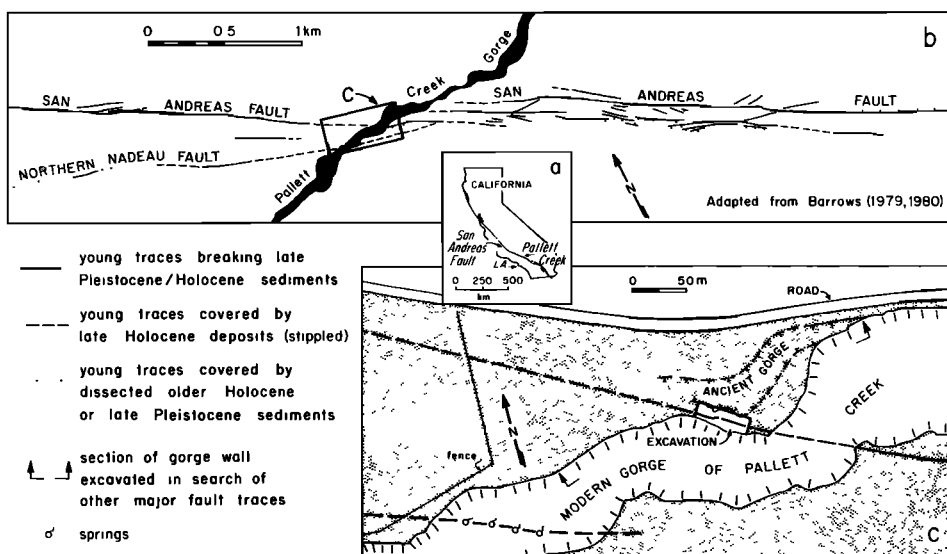 b
0 0 5 1 km
SAN ANDREAS FAULT
C
Pallett Creek Gorge
SAN ANDREAS FAULT
NORTHERN NADEAU FAULT
N
Adapted from Barrows (1979, 1980)
a
CALIFORNIA
San Andreas Fault
Pallett Creek
LA
0 250 500
km
young traces breaking late
Pleistocene/Holocene sediments
young traces covered by
late Holocene deposits (stippled)
young traces covered by
dissected older Holocene
or late Pleistocene sediments
section of gorge wall
excavated in search of
other major fault traces
springs
0 50 m
ROAD
ANCIENT GORGE
EXCAVATION
N
fence
MODERN GORGE OF PALLETT CREEK
C